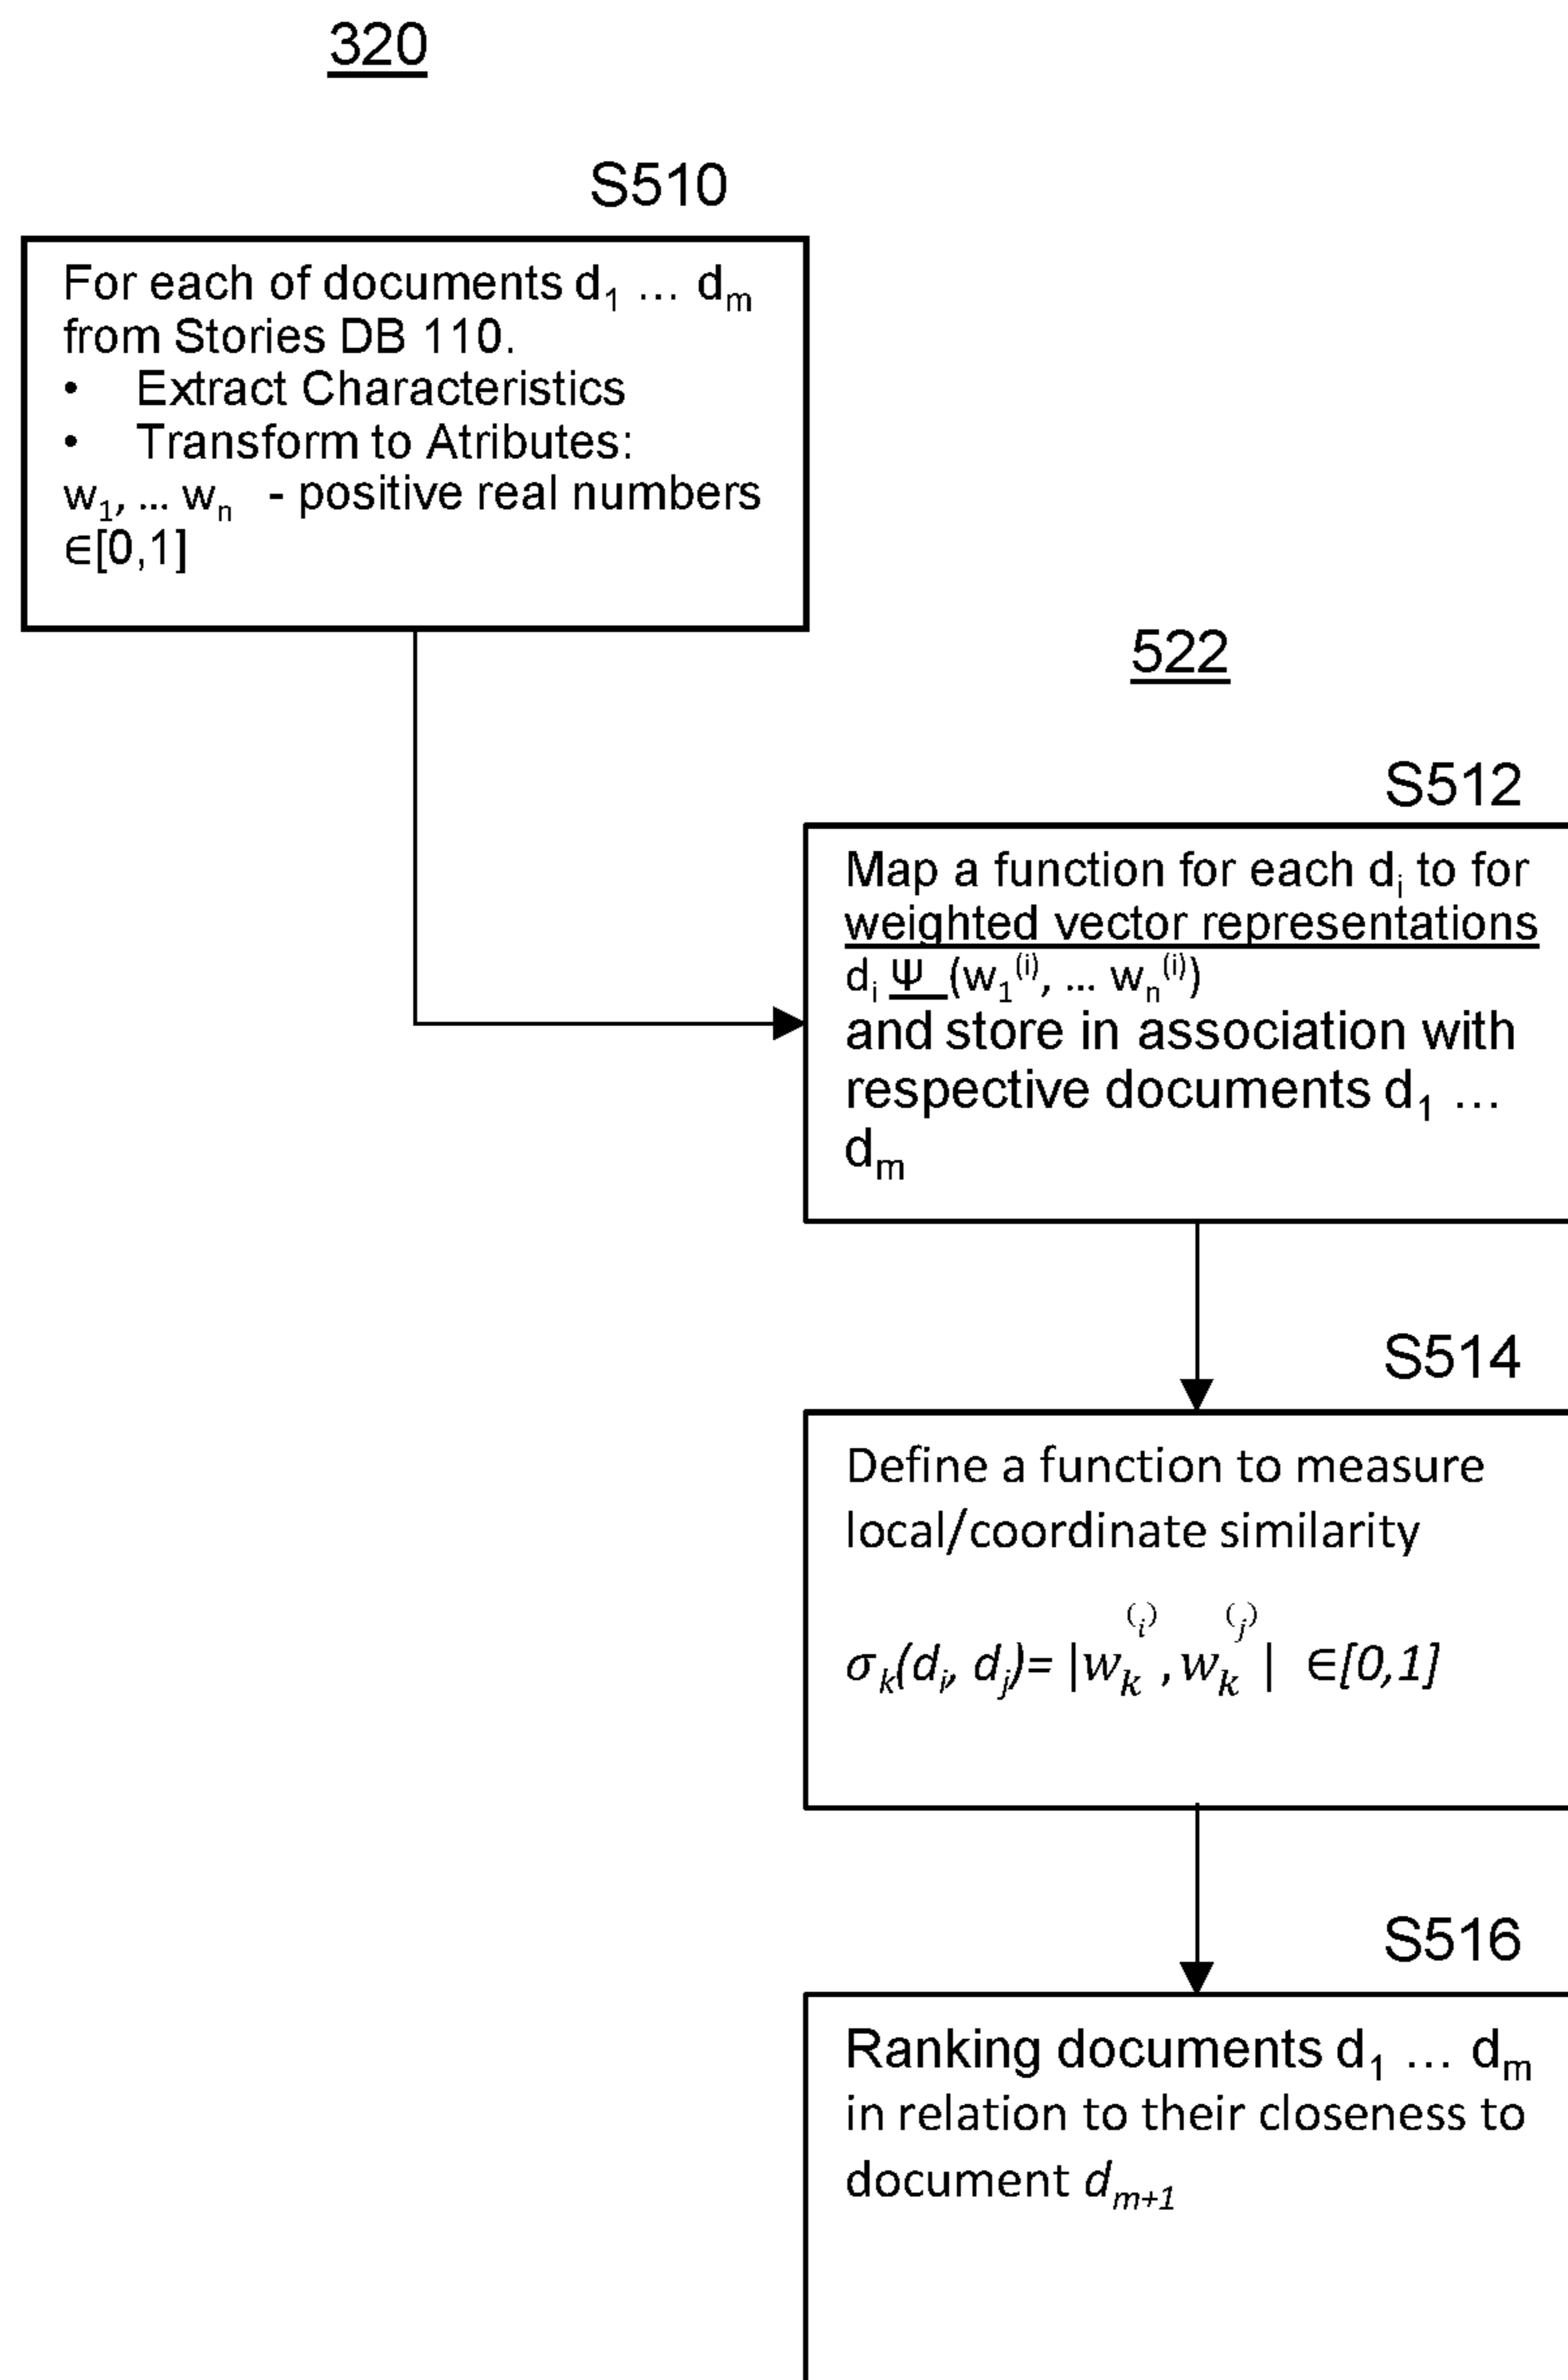 320
S510
For each of documents d₁ ... dₘ
from Stories DB 110.
• Extract Characteristics
• Transform to Atributes:
w₁, ... wₙ - positive real numbers
∈[0,1]
522
S512
Map a function for each dᵢ to for
weighted vector representations
dᵢ Ψ (w₁⁽ⁱ⁾, ... wₙ⁽ⁱ⁾)
and store in association with
respective documents d₁ ...
dₘ
S514
Define a function to measure
local/coordinate similarity
σₖ(dᵢ, dⱼ)= |wₖ⁽ⁱ⁾, wₖ⁽ʲ⁾| ∈[0,1]
S516
Ranking documents d₁ ... dₘ
in relation to their closeness to
document dₘ₊₁